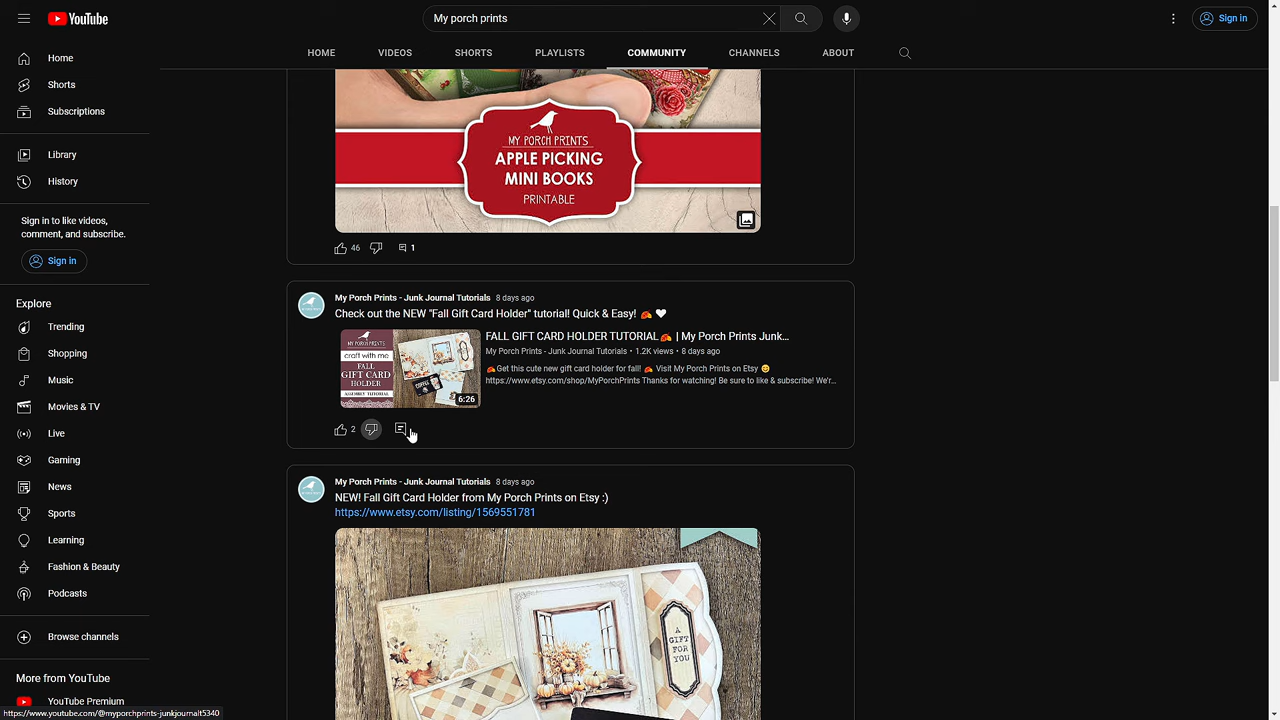 YouTube
My porch prints
Sign in
HOME
VIDEOS
SHORTS
PLAYLISTS
COMMUNITY
CHANNELS
ABOUT
Home
Shorts
Subscriptions
Library
History
Sign in to like videos,
comment, and subscribe.
Sign in
Explore
Trending
Shopping
Music
Movies & TV
Live
Gaming
News
Sports
Learning
Fashion & Beauty
Podcasts
Browse channels
More from YouTube
YouTube Premium
https://www.youtube.com/@myporchprints-junkjournalt5340
MY PORCH PRINTS
APPLE PICKING
MINI BOOKS
PRINTABLE
46
1
My Porch Prints - Junk Journal Tutorials 8 days ago
Check out the NEW "Fall Gift Card Holder" tutorial! Quick & Easy! 🍂 🤍
MY PORCH PRINTS
craft with me
FALL
GIFT CARD
HOLDER
ASSEMBLY TUTORIAL
COFFEE
6:26
FALL GIFT CARD HOLDER TUTORIAL🍂 | My Porch Prints Junk...
My Porch Prints - Junk Journal Tutorials • 1.2K views • 8 days ago
🍂Get this cute new gift card holder for fall! 🍂 Visit My Porch Prints on Etsy 😊
https://www.etsy.com/shop/MyPorchPrints Thanks for watching! Be sure to like & subscribe! We'r...
2
My Porch Prints - Junk Journal Tutorials 8 days ago
NEW! Fall Gift Card Holder from My Porch Prints on Etsy :)
https://www.etsy.com/listing/1569551781
A
GIFT
FOR
YOU